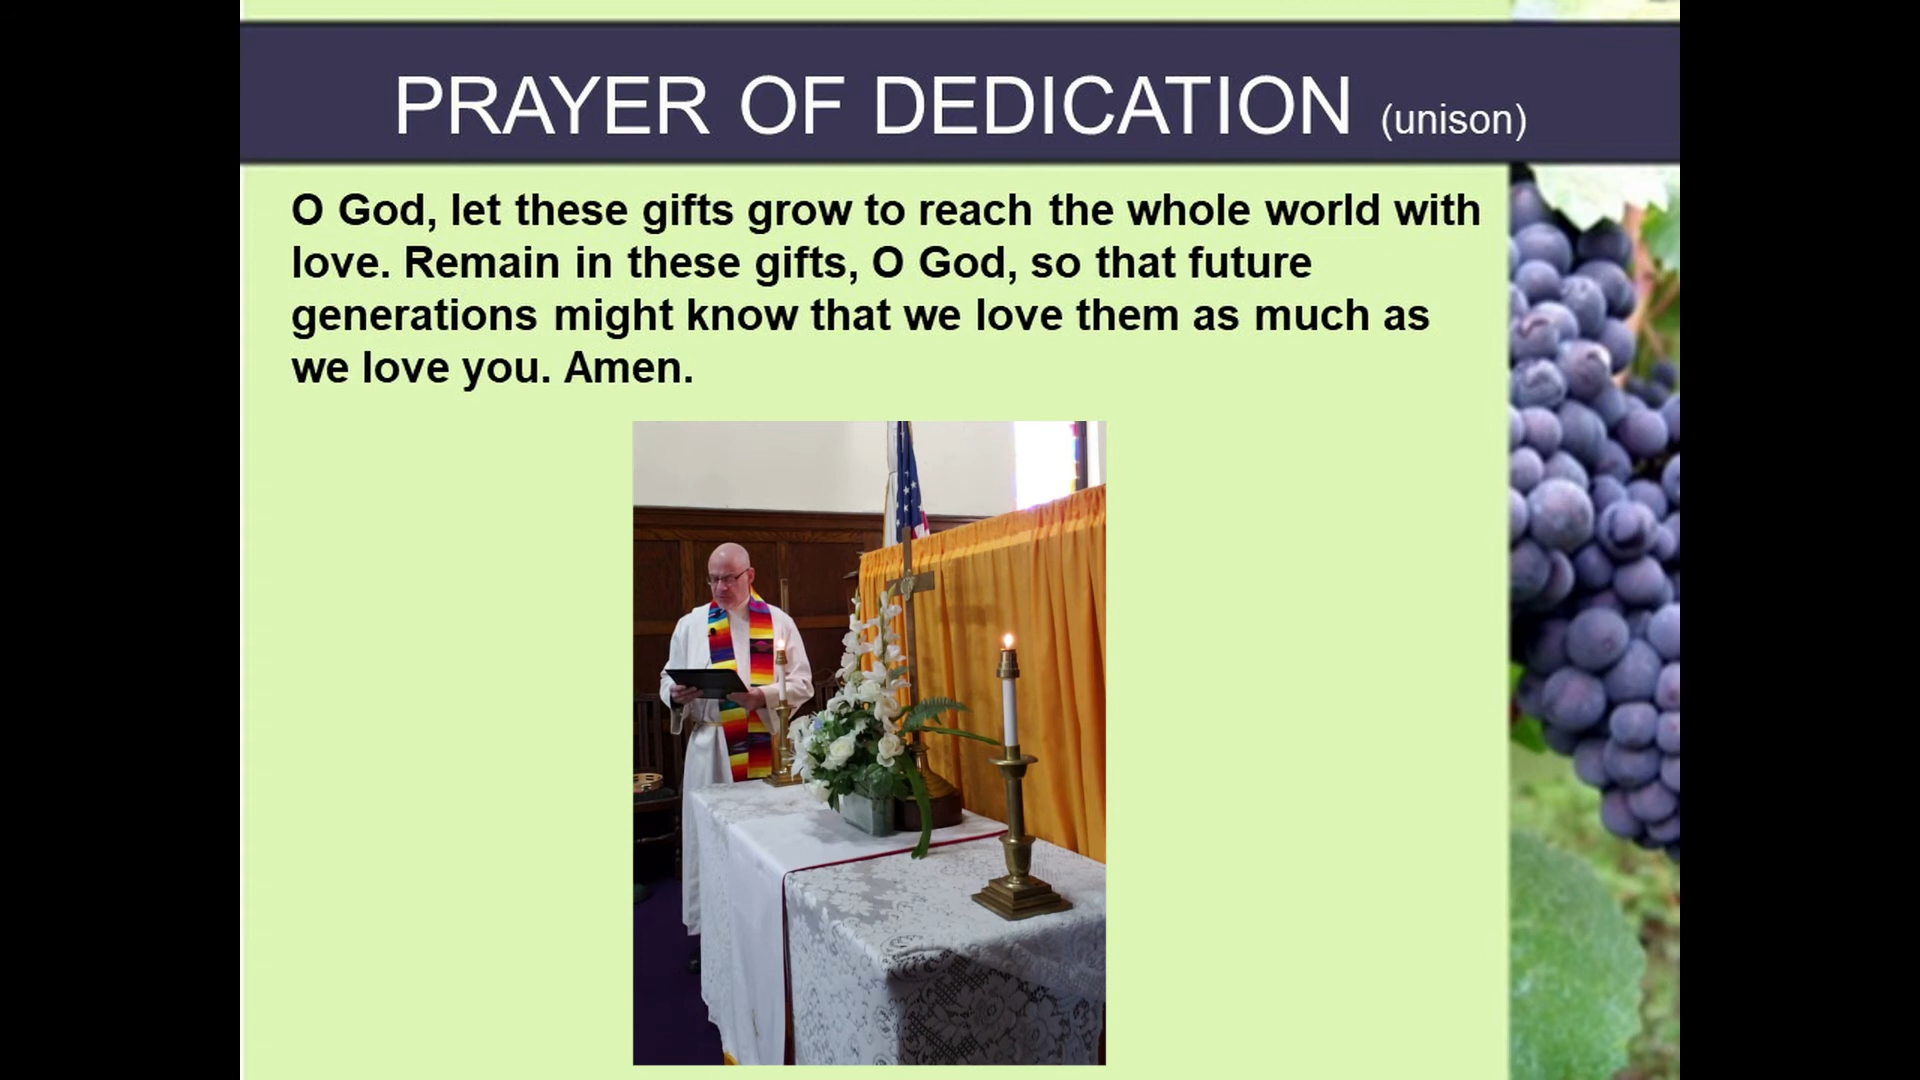 PRAYER OF DEDICATION (unison)
O God, let these gifts grow to reach the whole world with
love. Remain in these gifts, O God, so that future
generations might know that we love them as much as
we love you. Amen.